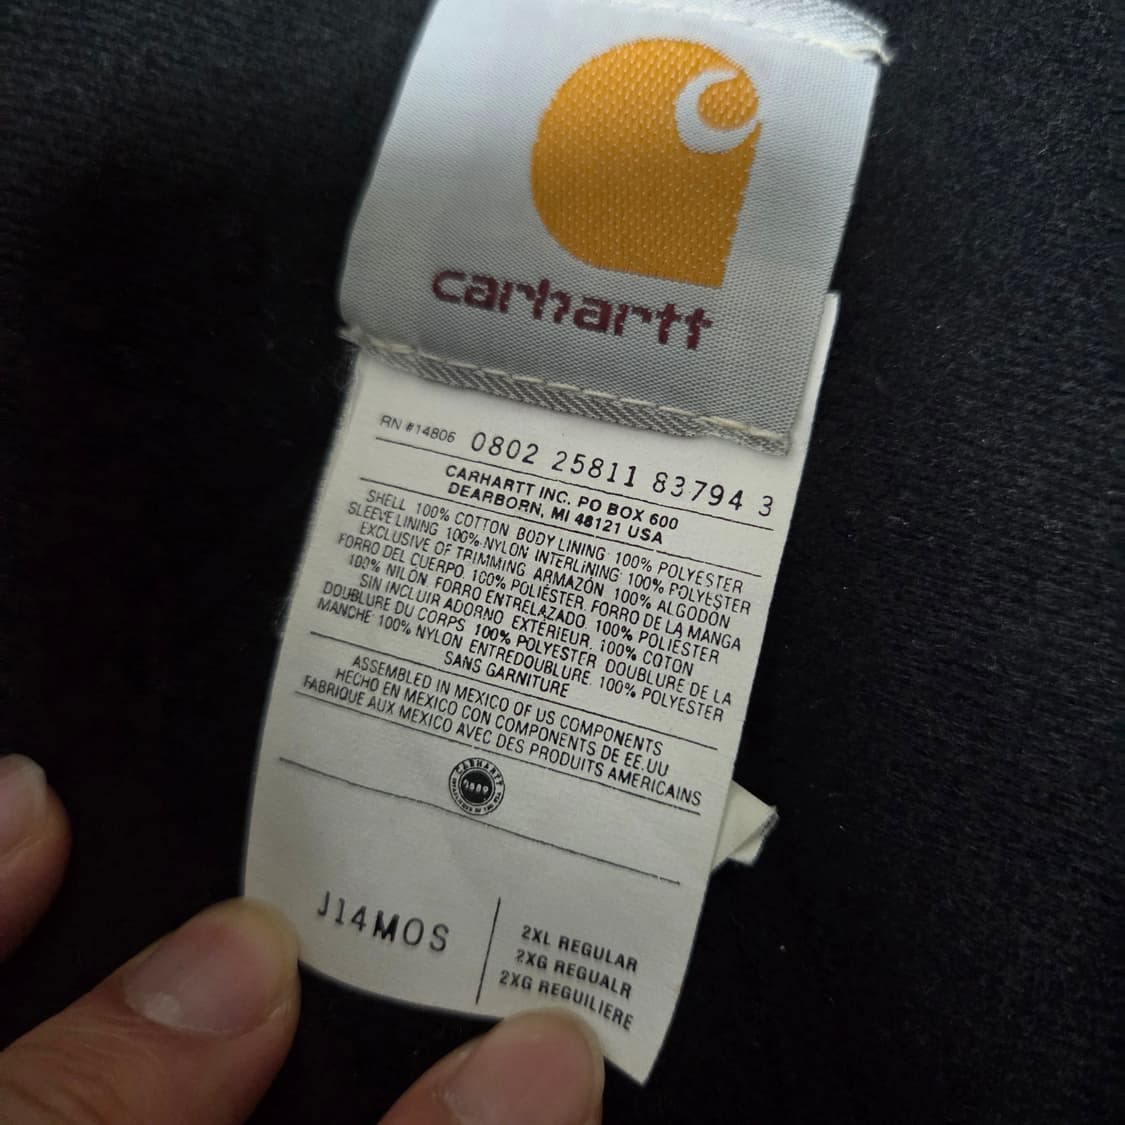 carhartt
RN #14806 0802 25811 83794 3
CARHARTT INC. PO BOX 600
DEARBORN, MI 48121 USA
SHELL 100% COTTON BODY LINING 100% POLYESTER
SLEEVE LINING 100% NYLON INTERLINING 100% POLYESTER
EXCLUSIVE OF TRIMMING ARMAZÓN 100% ALGODÓN
FORRO DEL CUERPO 100% POLIÉSTER. FORRO DE LA MANGA
100% NILÓN FORRO ENTRELAZADO 100% POLIÉSTER
SIN INCLUIR ADORNO EXTÉRIEUR 100% COTON
DOUBLURE DU CORPS 100% POLYESTER DOUBLURE DE LA
MANCHE 100% NYLON ENTREDOUBLURE 100% POLYESTER
SANS GARNITURE
ASSEMBLED IN MEXICO OF US COMPONENTS
HECHO EN MEXICO CON COMPONENTS DE EE.UU
FABRIQUE AUX MEXICO AVEC DES PRODUITS AMERICAINS
CARHARTT
1889
J14MOS
2XL REGULAR
2XG REGUALR
2XG REGUILIERE